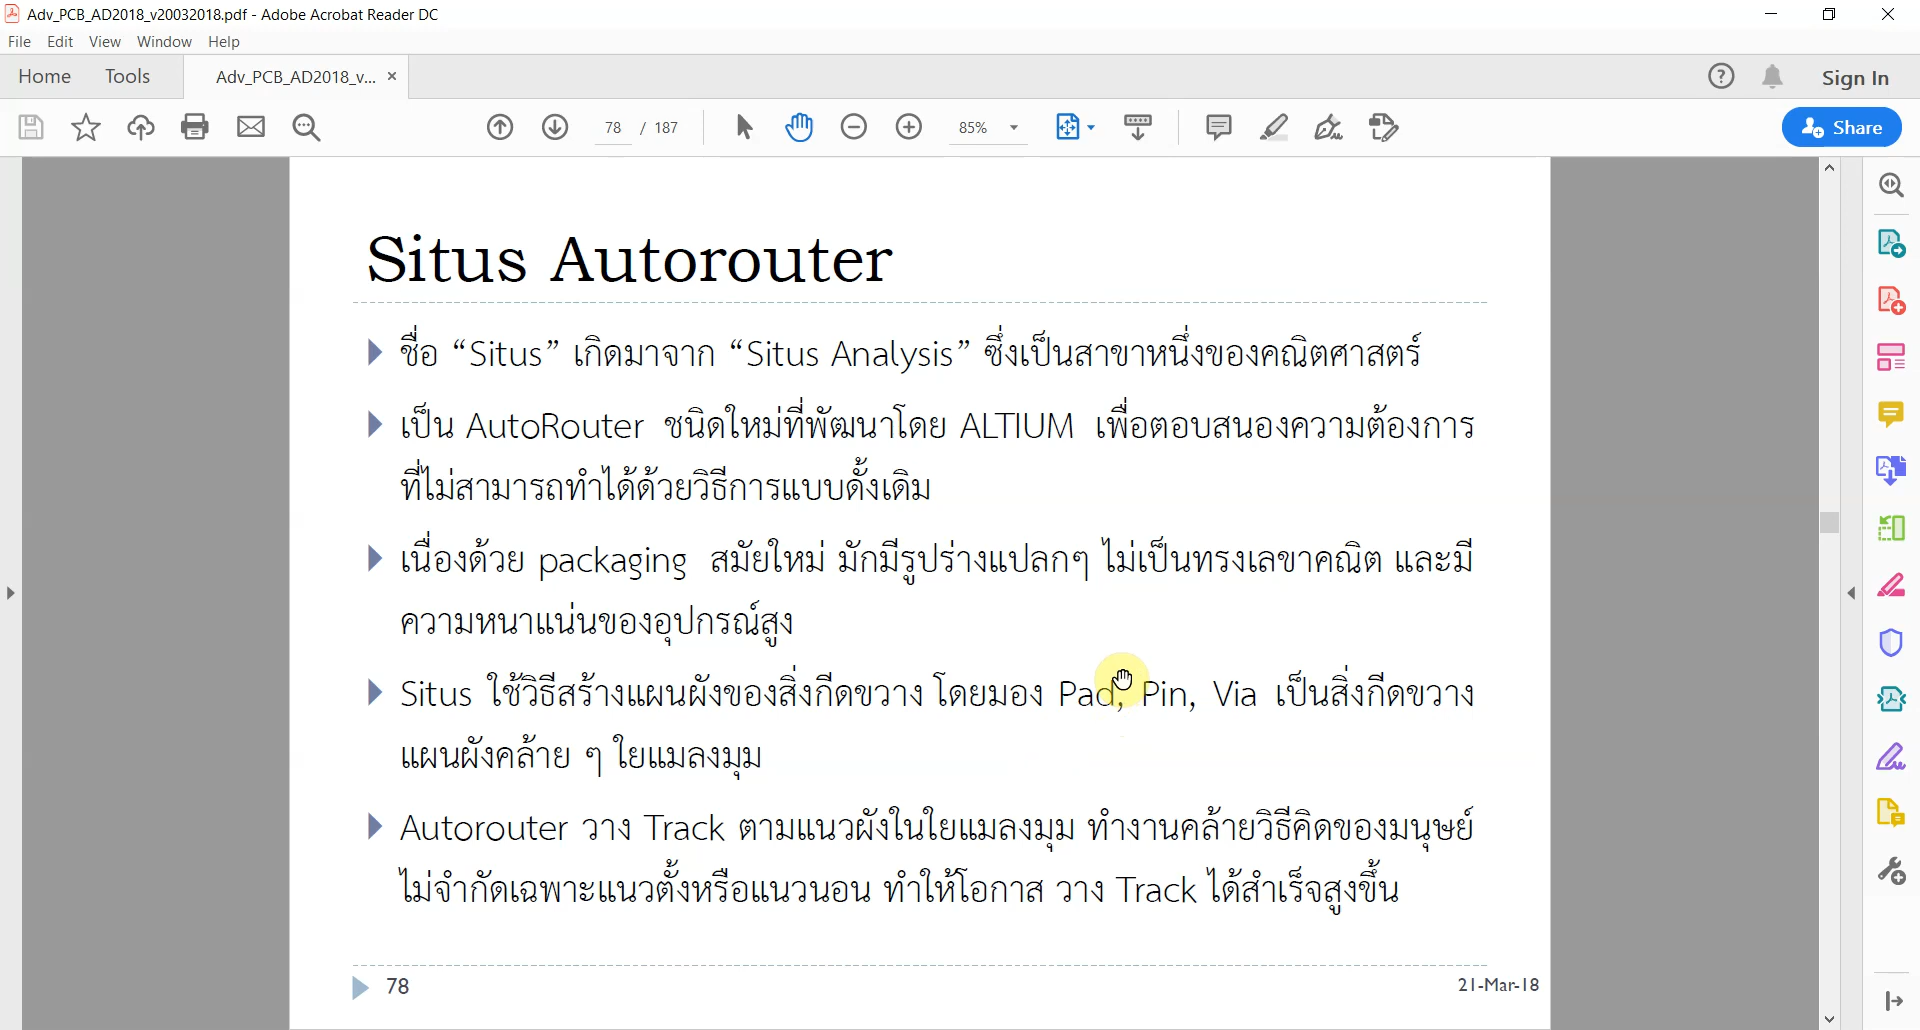 Adv_PCB_AD2018_v20032018.pdf - Adobe Acrobat Reader DC
File Edit View Window Help
Home Tools Adv_PCB_AD2018_v... × Sign In
78 / 187 85% Share
Situs Autorouter
ชื่อ “Situs” เกิดมาจาก “Situs Analysis” ซึ่งเป็นสาขาหนึ่งของคณิตศาสตร์
เป็น AutoRouter ชนิดใหม่ที่พัฒนาโดย ALTIUM เพื่อตอบสนองความต้องการ
ที่ไม่สามารถทำได้ด้วยวิธีการแบบดั้งเดิม
เนื่องด้วย packaging สมัยใหม่ มักมีรูปร่างแปลกๆ ไม่เป็นทรงเลขาคณิต และมี
ความหนาแน่นของอุปกรณ์สูง
Situs ใช้วิธีสร้างแผนผังของสิ่งกีดขวาง โดยมอง Pad, Pin, Via เป็นสิ่งกีดขวาง
แผนผังคล้าย ๆ ใยแมลงมุม
Autorouter วาง Track ตามแนวผังในใยแมลงมุม ทำงานคล้ายวิธีคิดของมนุษย์
ไม่จำกัดเฉพาะแนวตั้งหรือแนวนอน ทำให้โอกาส วาง Track ได้สำเร็จสูงขึ้น
78 21-Mar-18